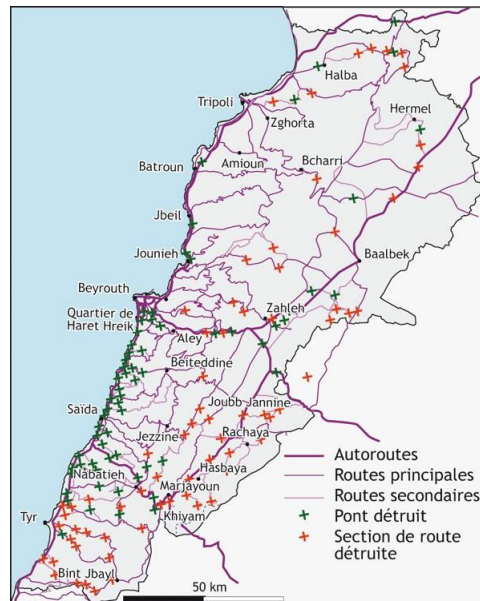 Halba
Tripoli
Hermel
Zghorta
Amioun
Bcharri
Batroun
Jbeil
Jounieh
Baalbek
Beyrouth
Quartier de
Haret Hreik
Zahleh
Aley
Beiteddine
Joubb Jannine
Saïda
Jezzine
Rachaya
Hasbaya
Nabatieh
Marjayoun
Khiyam
Tyr
Bint Jbayl
Autoroutes
Routes principales
Routes secondaires
Pont détruit
Section de route
détruite
50 km